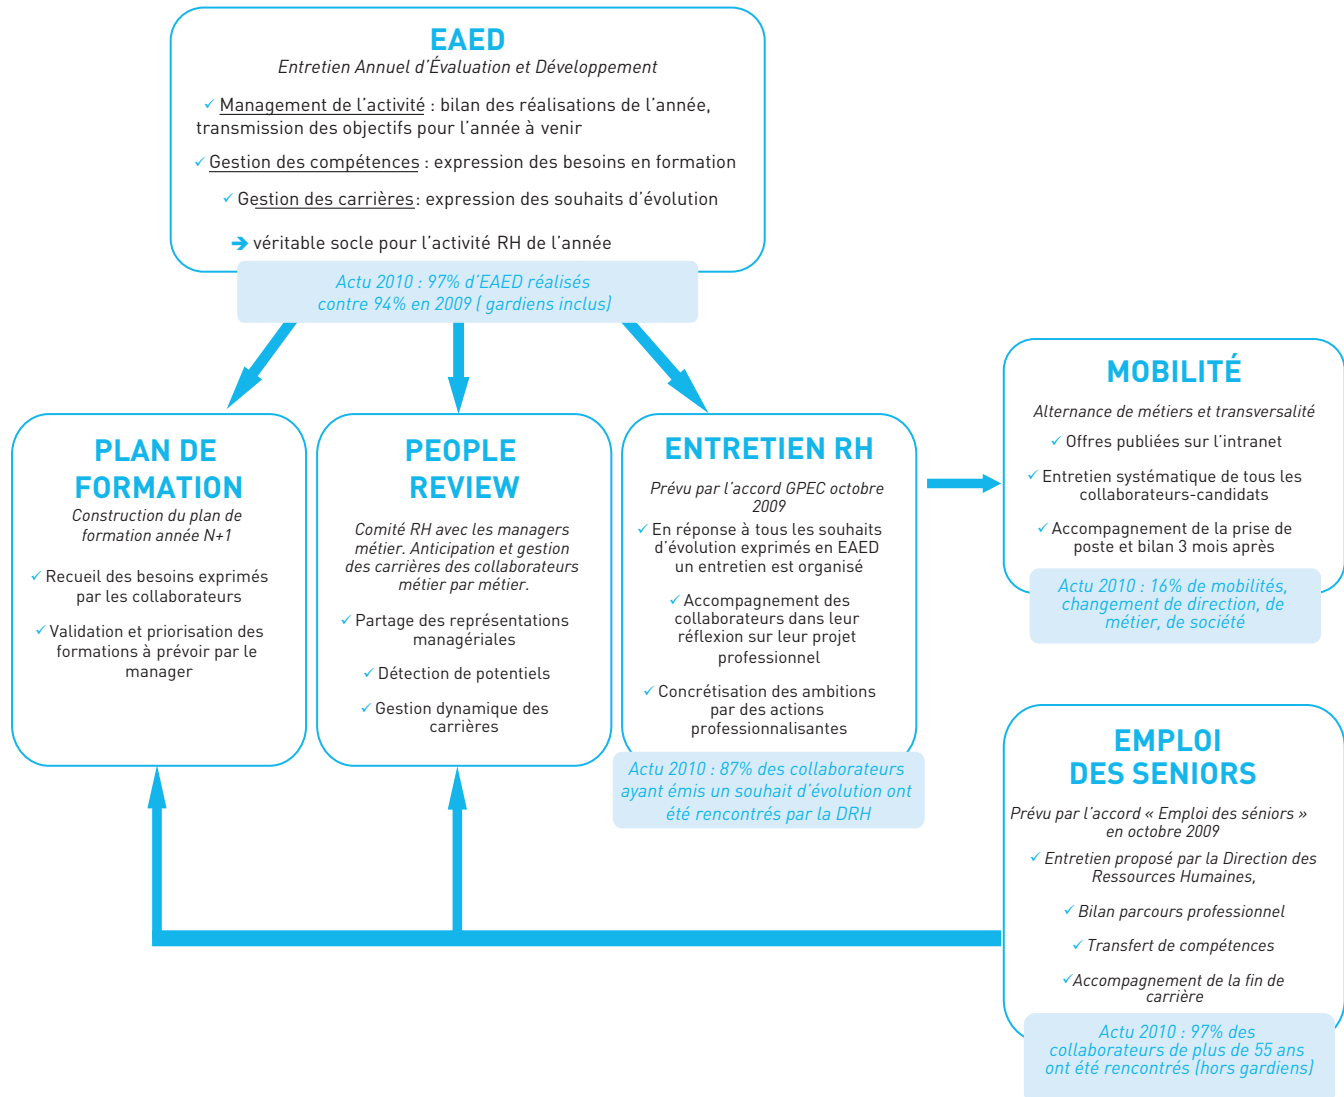 EAED
Entretien Annuel d'Évaluation et Développement
✓ Management de l'activité : bilan des réalisations de l'année,
transmission des objectifs pour l'année à venir
✓ Gestion des compétences : expression des besoins en formation
✓ Gestion des carrières : expression des souhaits d'évolution
➔ véritable socle pour l'activité RH de l'année
Actu 2010 : 97% d'EAED réalisés
contre 94% en 2009 ( gardiens inclus)
PLAN DE
FORMATION
Construction du plan de
formation année N+1
✓ Recueil des besoins exprimés
par les collaborateurs
✓ Validation et priorisation des
formations à prévoir par le
manager
PEOPLE
REVIEW
Comité RH avec les managers
métier. Anticipation et gestion
des carrières des collaborateurs
métier par métier.
✓ Partage des représentations
managériales
✓ Détection de potentiels
✓ Gestion dynamique des
carrières
ENTRETIEN RH
Prévu par l'accord GPEC octobre
2009
✓ En réponse à tous les souhaits
d'évolution exprimés en EAED
un entretien est organisé
✓ Accompagnement des
collaborateurs dans leur
réflexion sur leur projet
professionnel
✓ Concrétisation des ambitions
par des actions
professionnalisantes
Actu 2010 : 87% des collaborateurs
ayant émis un souhait d'évolution ont
été rencontrés par la DRH
MOBILITÉ
Alternance de métiers et transversalité
✓ Offres publiées sur l'intranet
✓ Entretien systématique de tous les
collaborateurs-candidats
✓ Accompagnement de la prise de
poste et bilan 3 mois après
Actu 2010 : 16% de mobilités,
changement de direction, de
métier, de société
EMPLOI
DES SENIORS
Prévu par l'accord « Emploi des séniors »
en octobre 2009
✓ Entretien proposé par la Direction des
Ressources Humaines,
✓ Bilan parcours professionnel
✓ Transfert de compétences
✓Accompagnement de la fin de
carrière
Actu 2010 : 97% des
collaborateurs de plus de 55 ans
ont été rencontrés (hors gardiens)